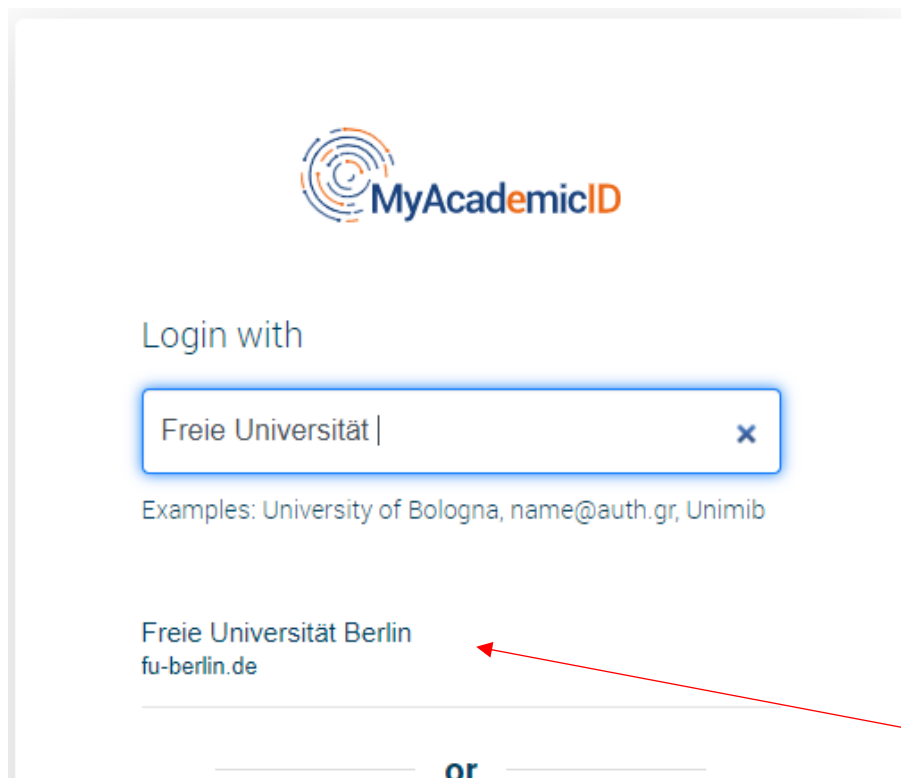 MyAcademicID
Login with
Freie Universität
Examples: University of Bologna, name@auth.gr, Unimib
Freie Universität Berlin
fu-berlin.de
or